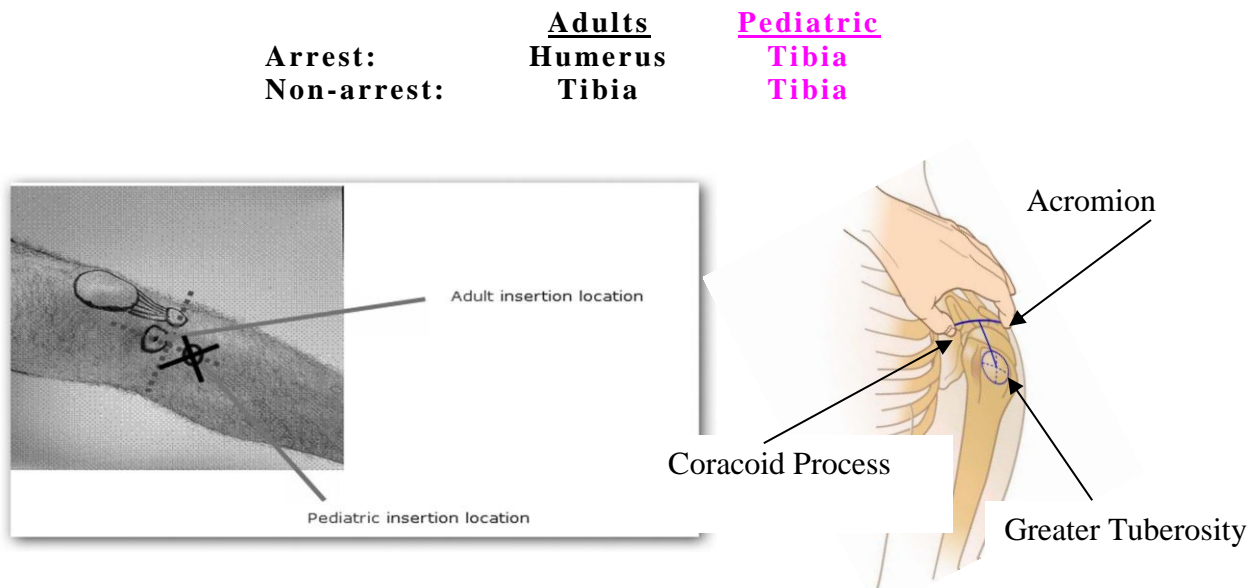 Adults Pediatric
Arrest: Humerus Tibia
Non-arrest: Tibia Tibia
Acromion
Adult insertion location
Coracoid Process
Pediatric insertion location
Greater Tuberosity